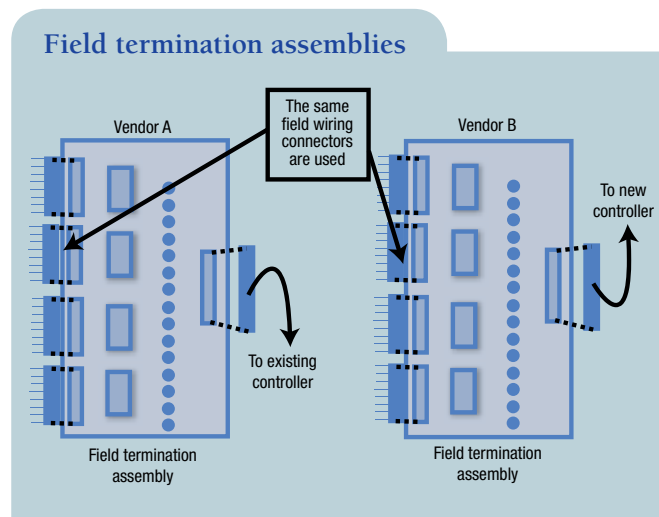 Field termination assemblies
Vendor A
The same
field wiring
connectors
are used
Vendor B
To new
controller
To existing
controller
Field termination
assembly
Field termination
assembly